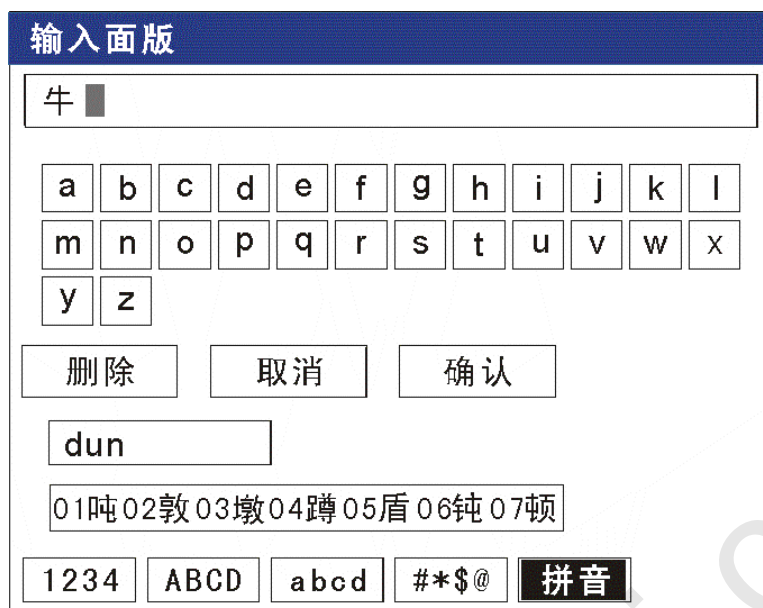 输入面版
牛
a b c d e f g h i j k l
m n o p q r s t u v w x
y z
删除 取消 确认
dun
01吨02敦03墩04蹲05盾06钝07顿
1234 ABCD abcd #*$@ 拼音